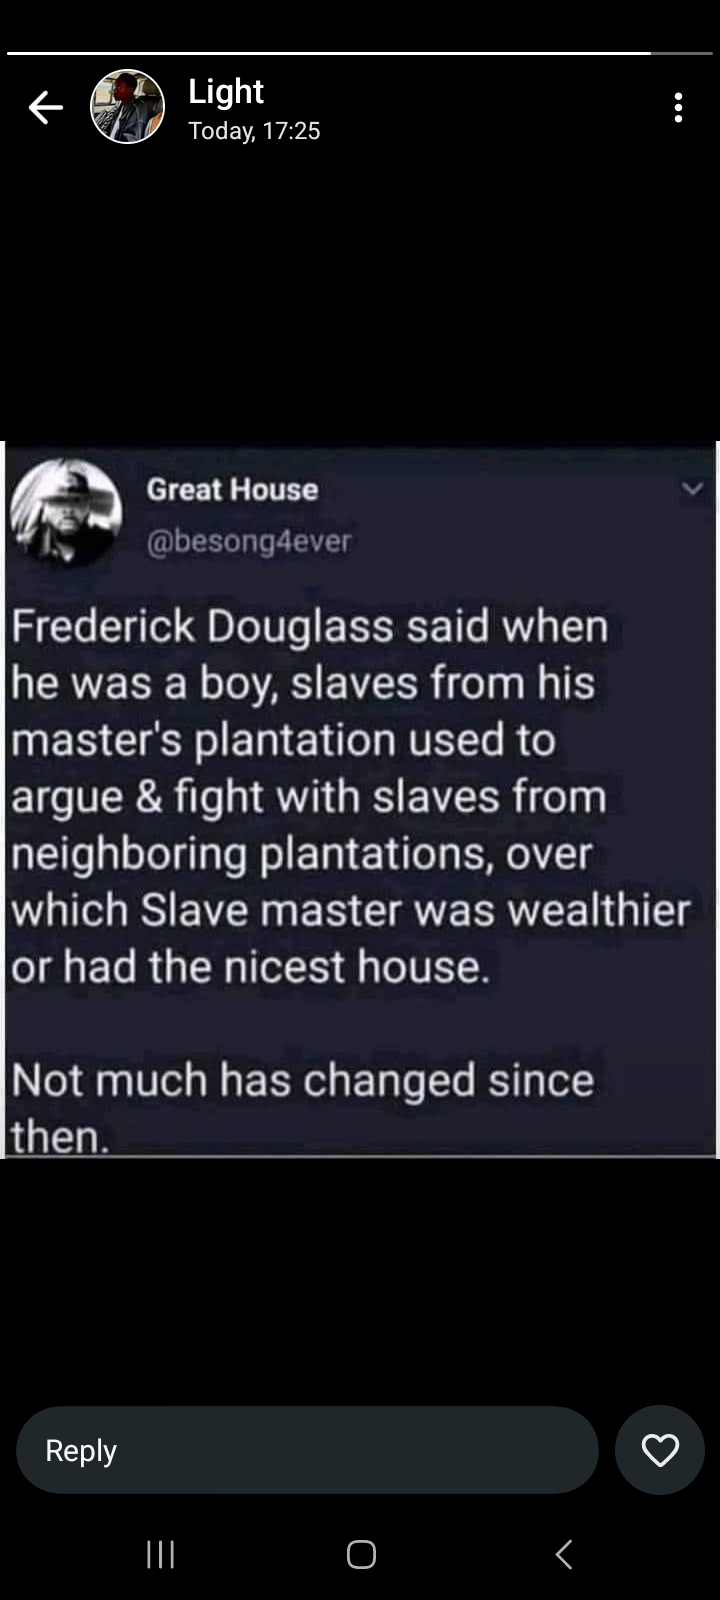 Light
Today, 17:25
Great House
@besong4ever
Frederick Douglass said when
he was a boy, slaves from his
master's plantation used to
argue & fight with slaves from
neighboring plantations, over
which Slave master was wealthier
or had the nicest house.
Not much has changed since
then.
Reply